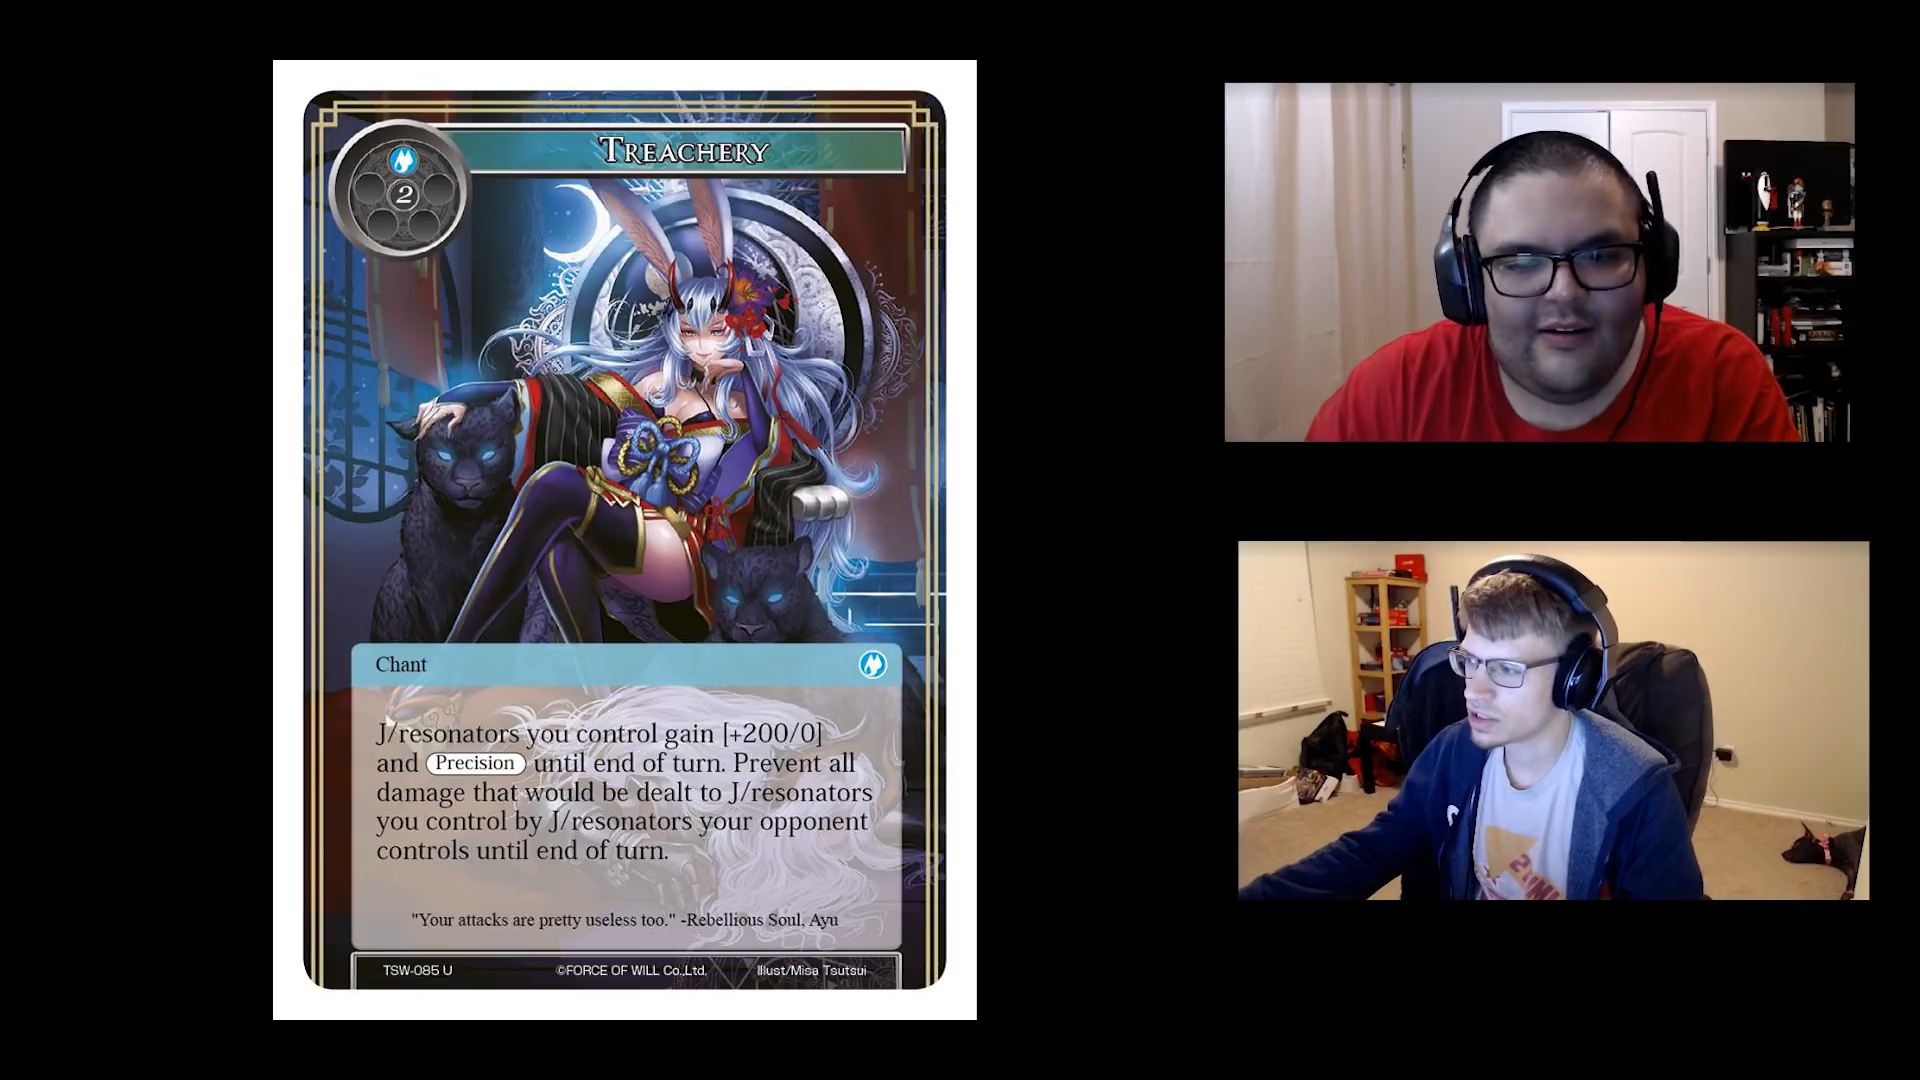 TREACHERY
2
Chant
J/resonators you control gain [+200/0]
and Precision until end of turn. Prevent all
damage that would be dealt to J/resonators
you control by J/resonators your opponent
controls until end of turn.
"Your attacks are pretty useless too." -Rebellious Soul, Ayu
TSW-085 U ©FORCE OF WILL Co.,Ltd. Illust/Misa Tsutsui